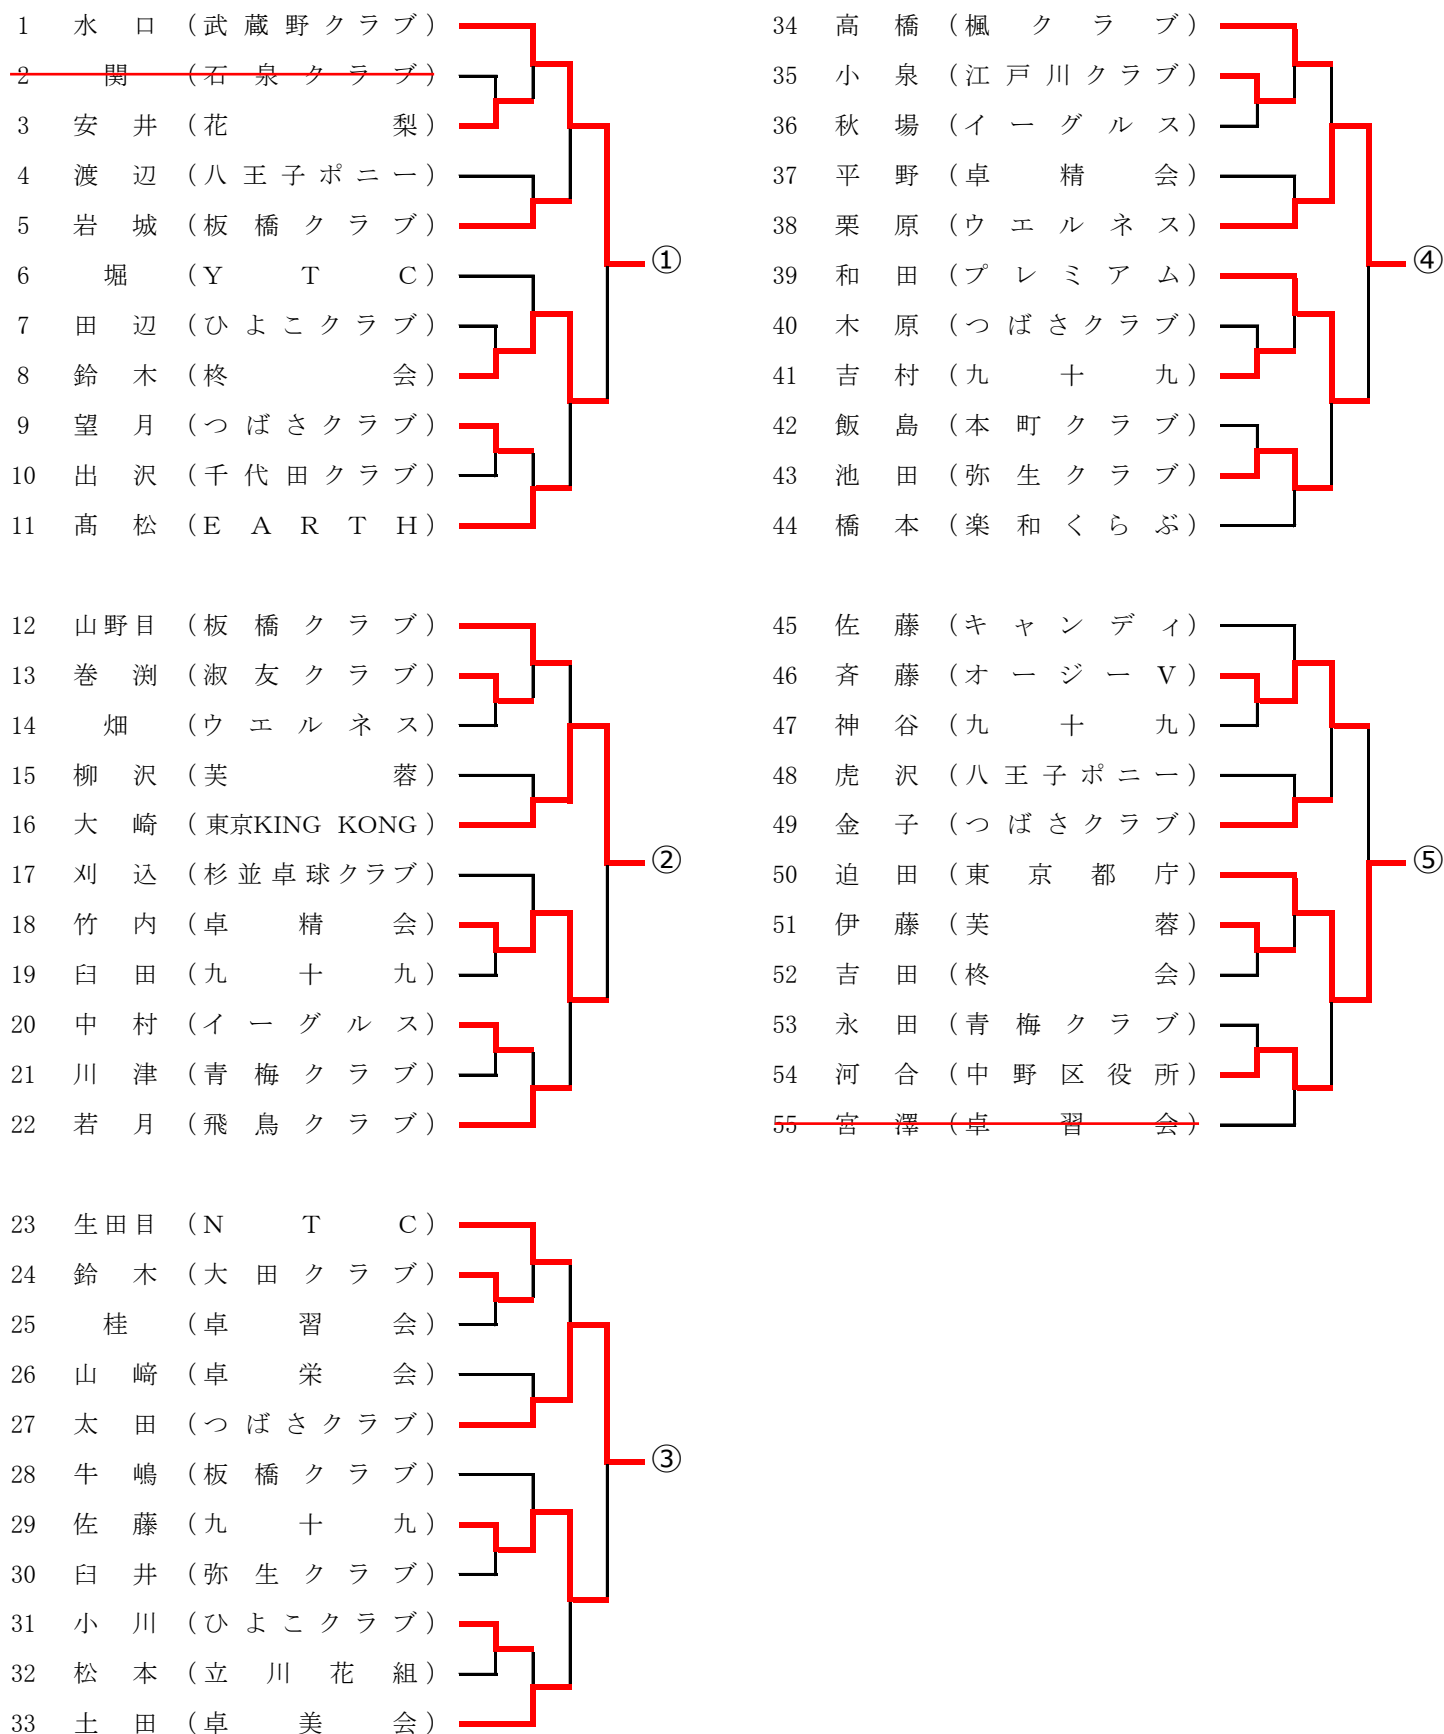 1 水口 (武蔵野クラブ)
2 関 (石泉クラブ)
3 安井 (花梨)
4 渡辺 (八王子ポニー)
5 岩城 (板橋クラブ)
①
6 堀 (YTC)
7 田辺 (ひよこクラブ)
8 鈴木 (柊会)
9 望月 (つばさクラブ)
10 出沢 (千代田クラブ)
11 髙松 (EARTH)
12 山野目 (板橋クラブ)
13 巻渕 (淑友クラブ)
14 畑 (ウエルネス)
15 柳沢 (芙蓉)
16 大崎 (東京KING KONG)
②
17 刈込 (杉並卓球クラブ)
18 竹内 (卓精会)
19 臼田 (九十九)
20 中村 (イーグルス)
21 川津 (青梅クラブ)
22 若月 (飛鳥クラブ)
23 生田目 (NTC)
24 鈴木 (大田クラブ)
25 桂 (卓習会)
26 山﨑 (卓栄会)
27 太田 (つばさクラブ)
③
28 牛嶋 (板橋クラブ)
29 佐藤 (九十九)
30 臼井 (弥生クラブ)
31 小川 (ひよこクラブ)
32 松本 (立川花組)
33 土田 (卓美会)
34 高橋 (楓クラブ)
35 小泉 (江戸川クラブ)
36 秋場 (イーグルス)
37 平野 (卓精会)
38 栗原 (ウエルネス)
④
39 和田 (プレミアム)
40 木原 (つばさクラブ)
41 吉村 (九十九)
42 飯島 (本町クラブ)
43 池田 (弥生クラブ)
44 橋本 (楽和くらぶ)
45 佐藤 (キャンディ)
46 斉藤 (オージーV)
47 神谷 (九十九)
48 虎沢 (八王子ポニー)
49 金子 (つばさクラブ)
⑤
50 迫田 (東京都庁)
51 伊藤 (芙蓉)
52 吉田 (柊会)
53 永田 (青梅クラブ)
54 河合 (中野区役所)
55 宮澤 (卓習会)